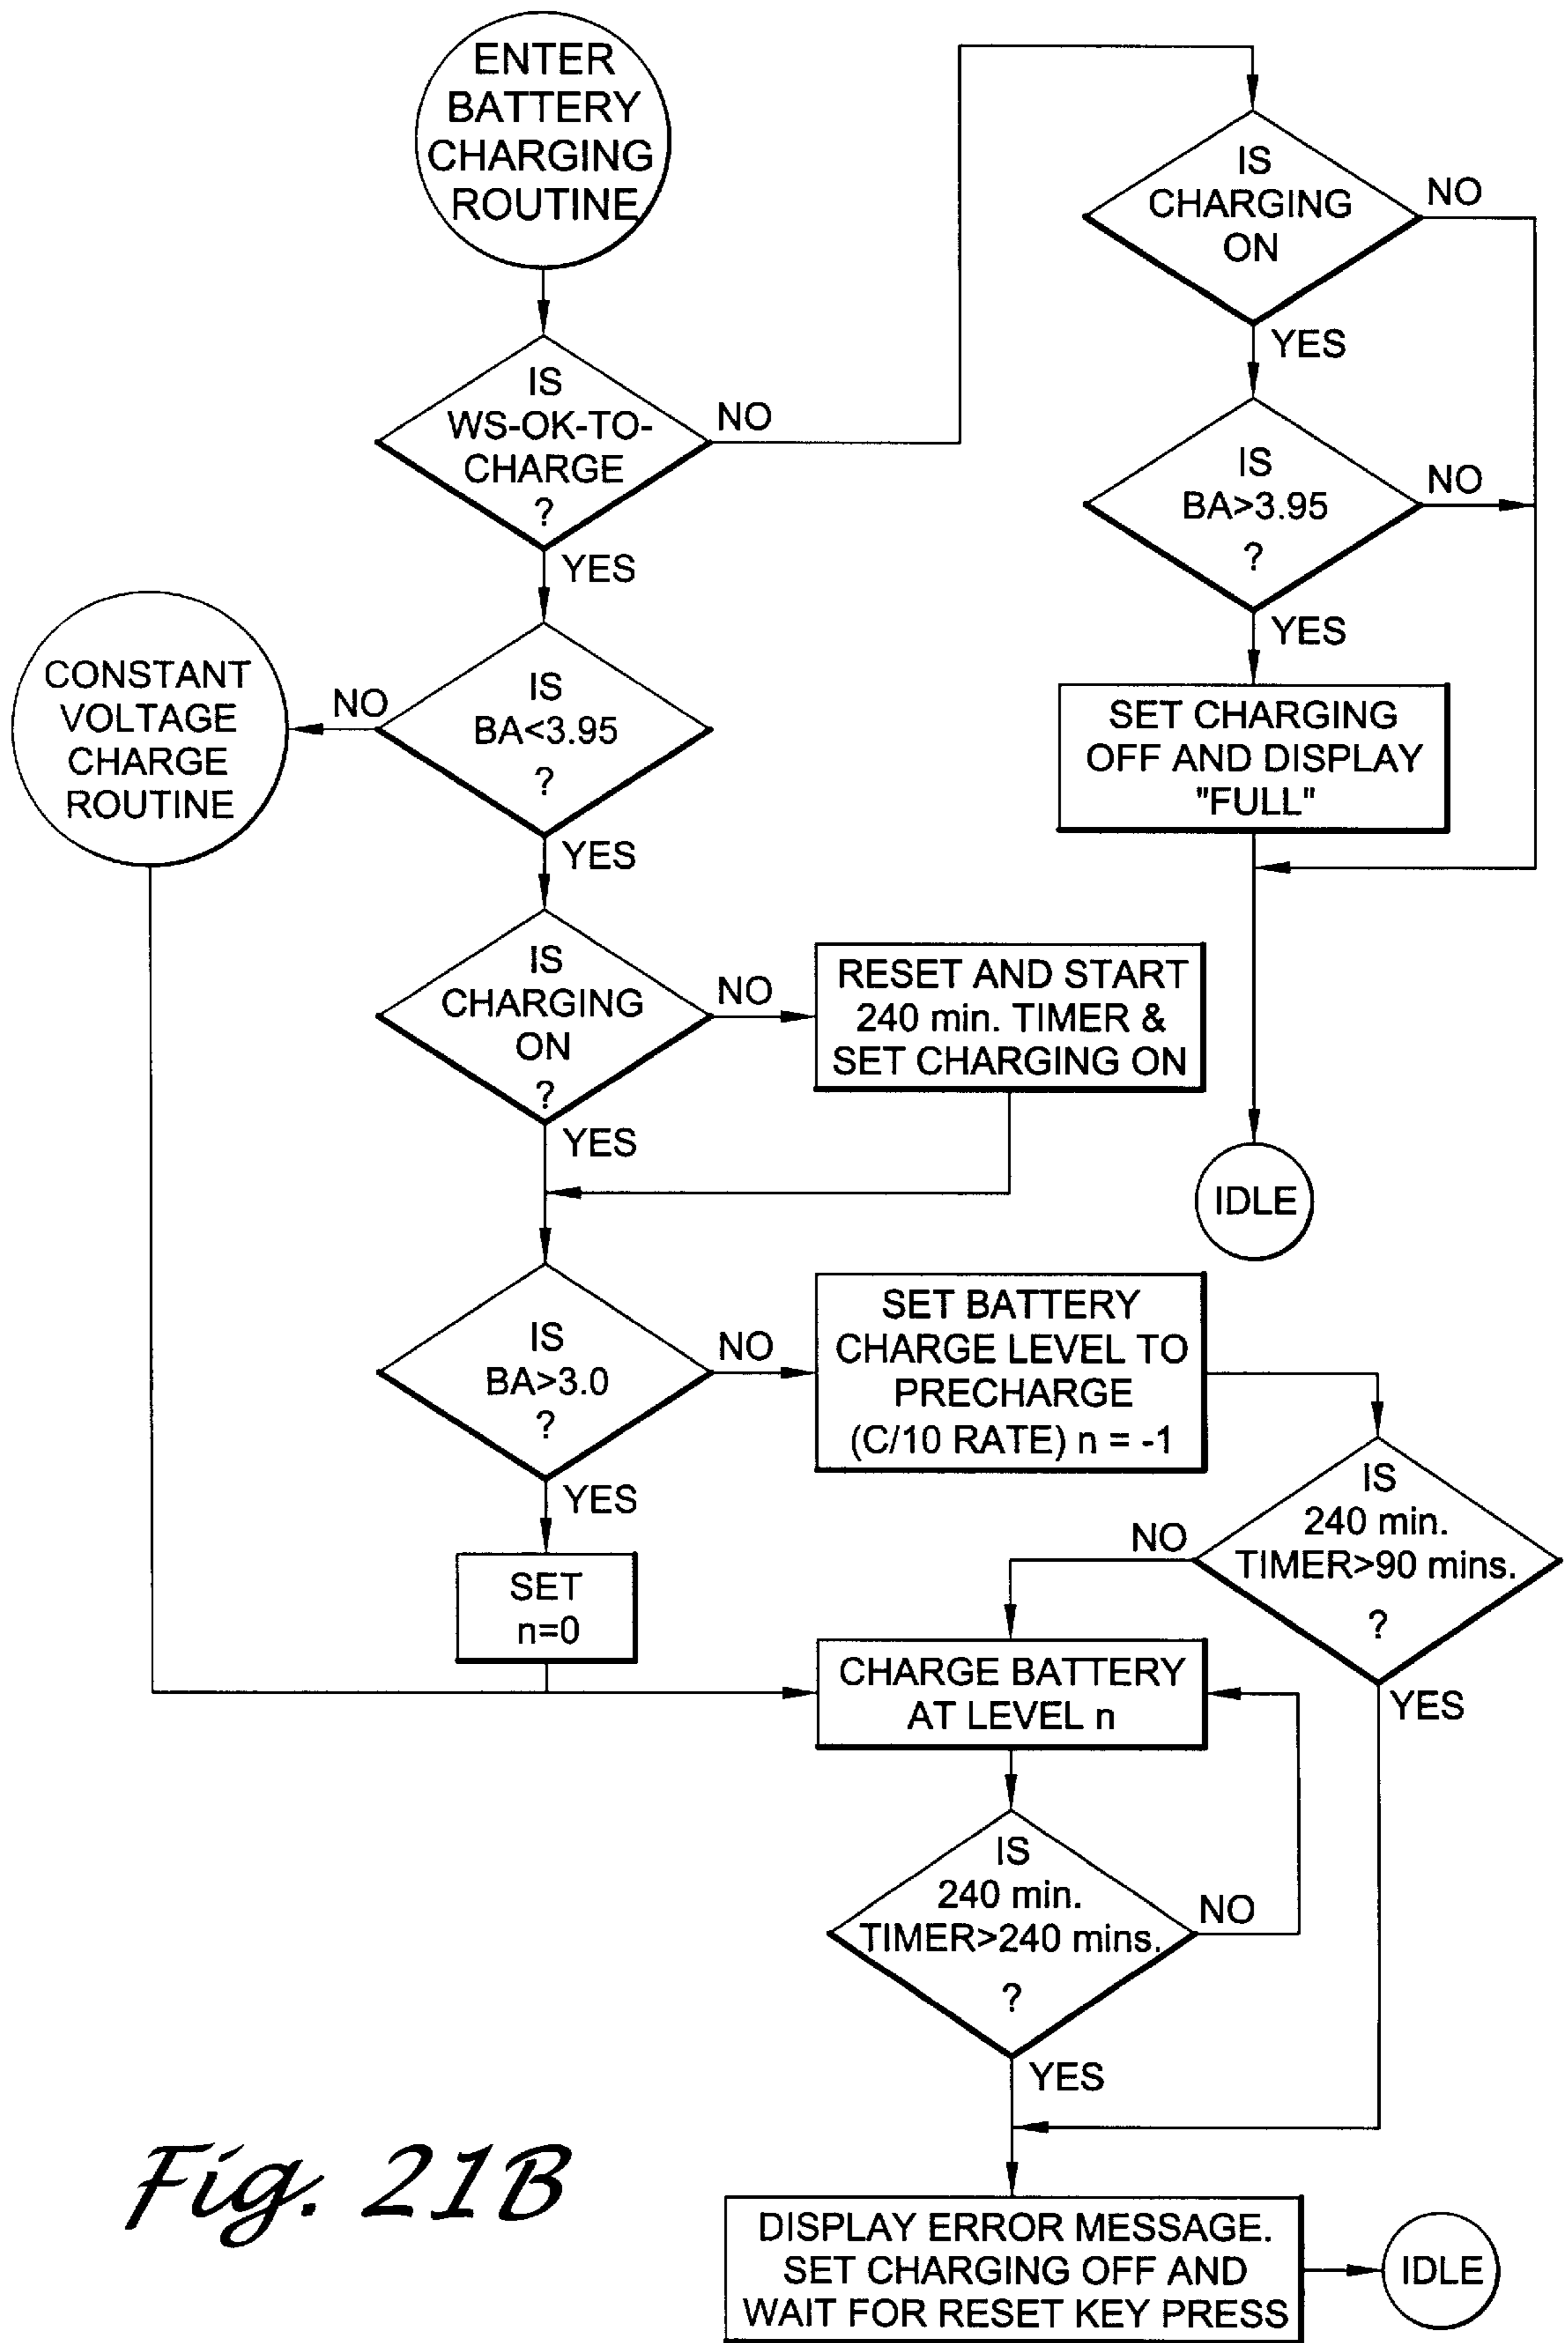 ENTER
BATTERY
CHARGING
ROUTINE
IS
WS-OK-TO-
CHARGE
?
NO
YES
IS
CHARGING
ON
NO
YES
IS
BA>3.95
?
NO
YES
SET CHARGING
OFF AND DISPLAY
"FULL"
IDLE
IS
BA<3.95
?
NO
YES
CONSTANT
VOLTAGE
CHARGE
ROUTINE
IS
CHARGING
ON
?
NO
YES
RESET AND START
240 min. TIMER &
SET CHARGING ON
IS
BA>3.0
?
NO
YES
SET BATTERY
CHARGE LEVEL TO
PRECHARGE
(C/10 RATE) n = -1
SET
n=0
IS
240 min.
TIMER>90 mins.
?
NO
YES
CHARGE BATTERY
AT LEVEL n
IS
240 min.
TIMER>240 mins.
?
NO
YES
DISPLAY ERROR MESSAGE.
SET CHARGING OFF AND
WAIT FOR RESET KEY PRESS
IDLE
Fig. 21B